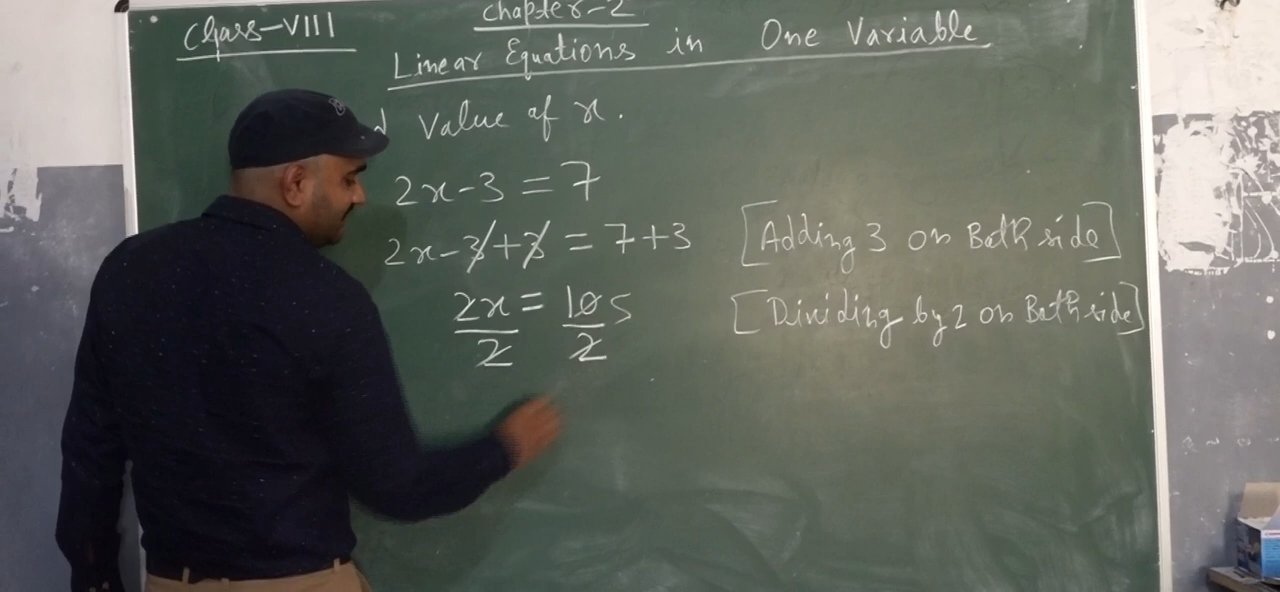 Class-VIII
Chapter-2
Linear Equations in One Variable
Value of x.
2x-3=7
2x-3+3=7+3 [Adding 3 on Both side]
2x/2=10/2 5 [Dividing by 2 on Both side]